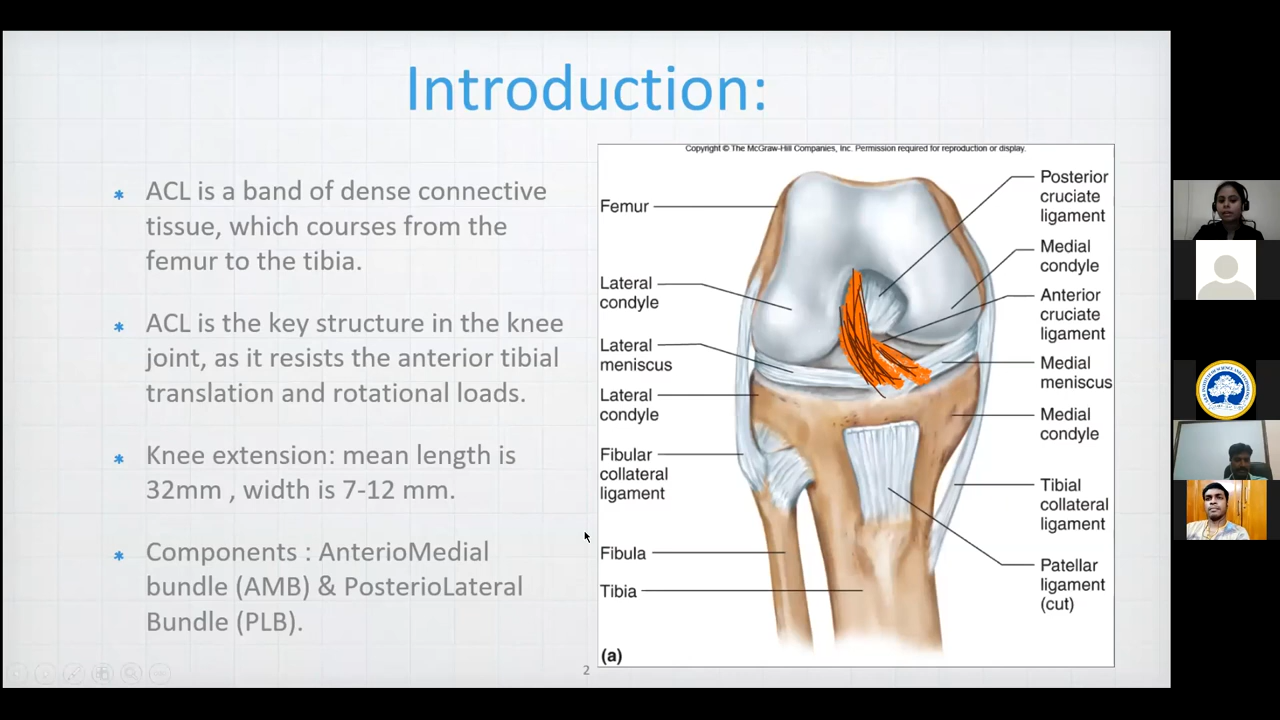 Introduction:
ACL is a band of dense connective
tissue, which courses from the
femur to the tibia.
ACL is the key structure in the knee
joint, as it resists the anterior tibial
translation and rotational loads.
Knee extension: mean length is
32mm , width is 7-12 mm.
Components : AnterioMedial
bundle (AMB) & PosterioLateral
Bundle (PLB).
2
Copyright © The McGraw-Hill Companies, Inc. Permission required for reproduction or display.
Femur
Lateral
condyle
Lateral
meniscus
Lateral
condyle
Fibular
collateral
ligament
Fibula
Tibia
(a)
Posterior
cruciate
ligament
Medial
condyle
Anterior
cruciate
ligament
Medial
meniscus
Medial
condyle
Tibial
collateral
ligament
Patellar
ligament
(cut)